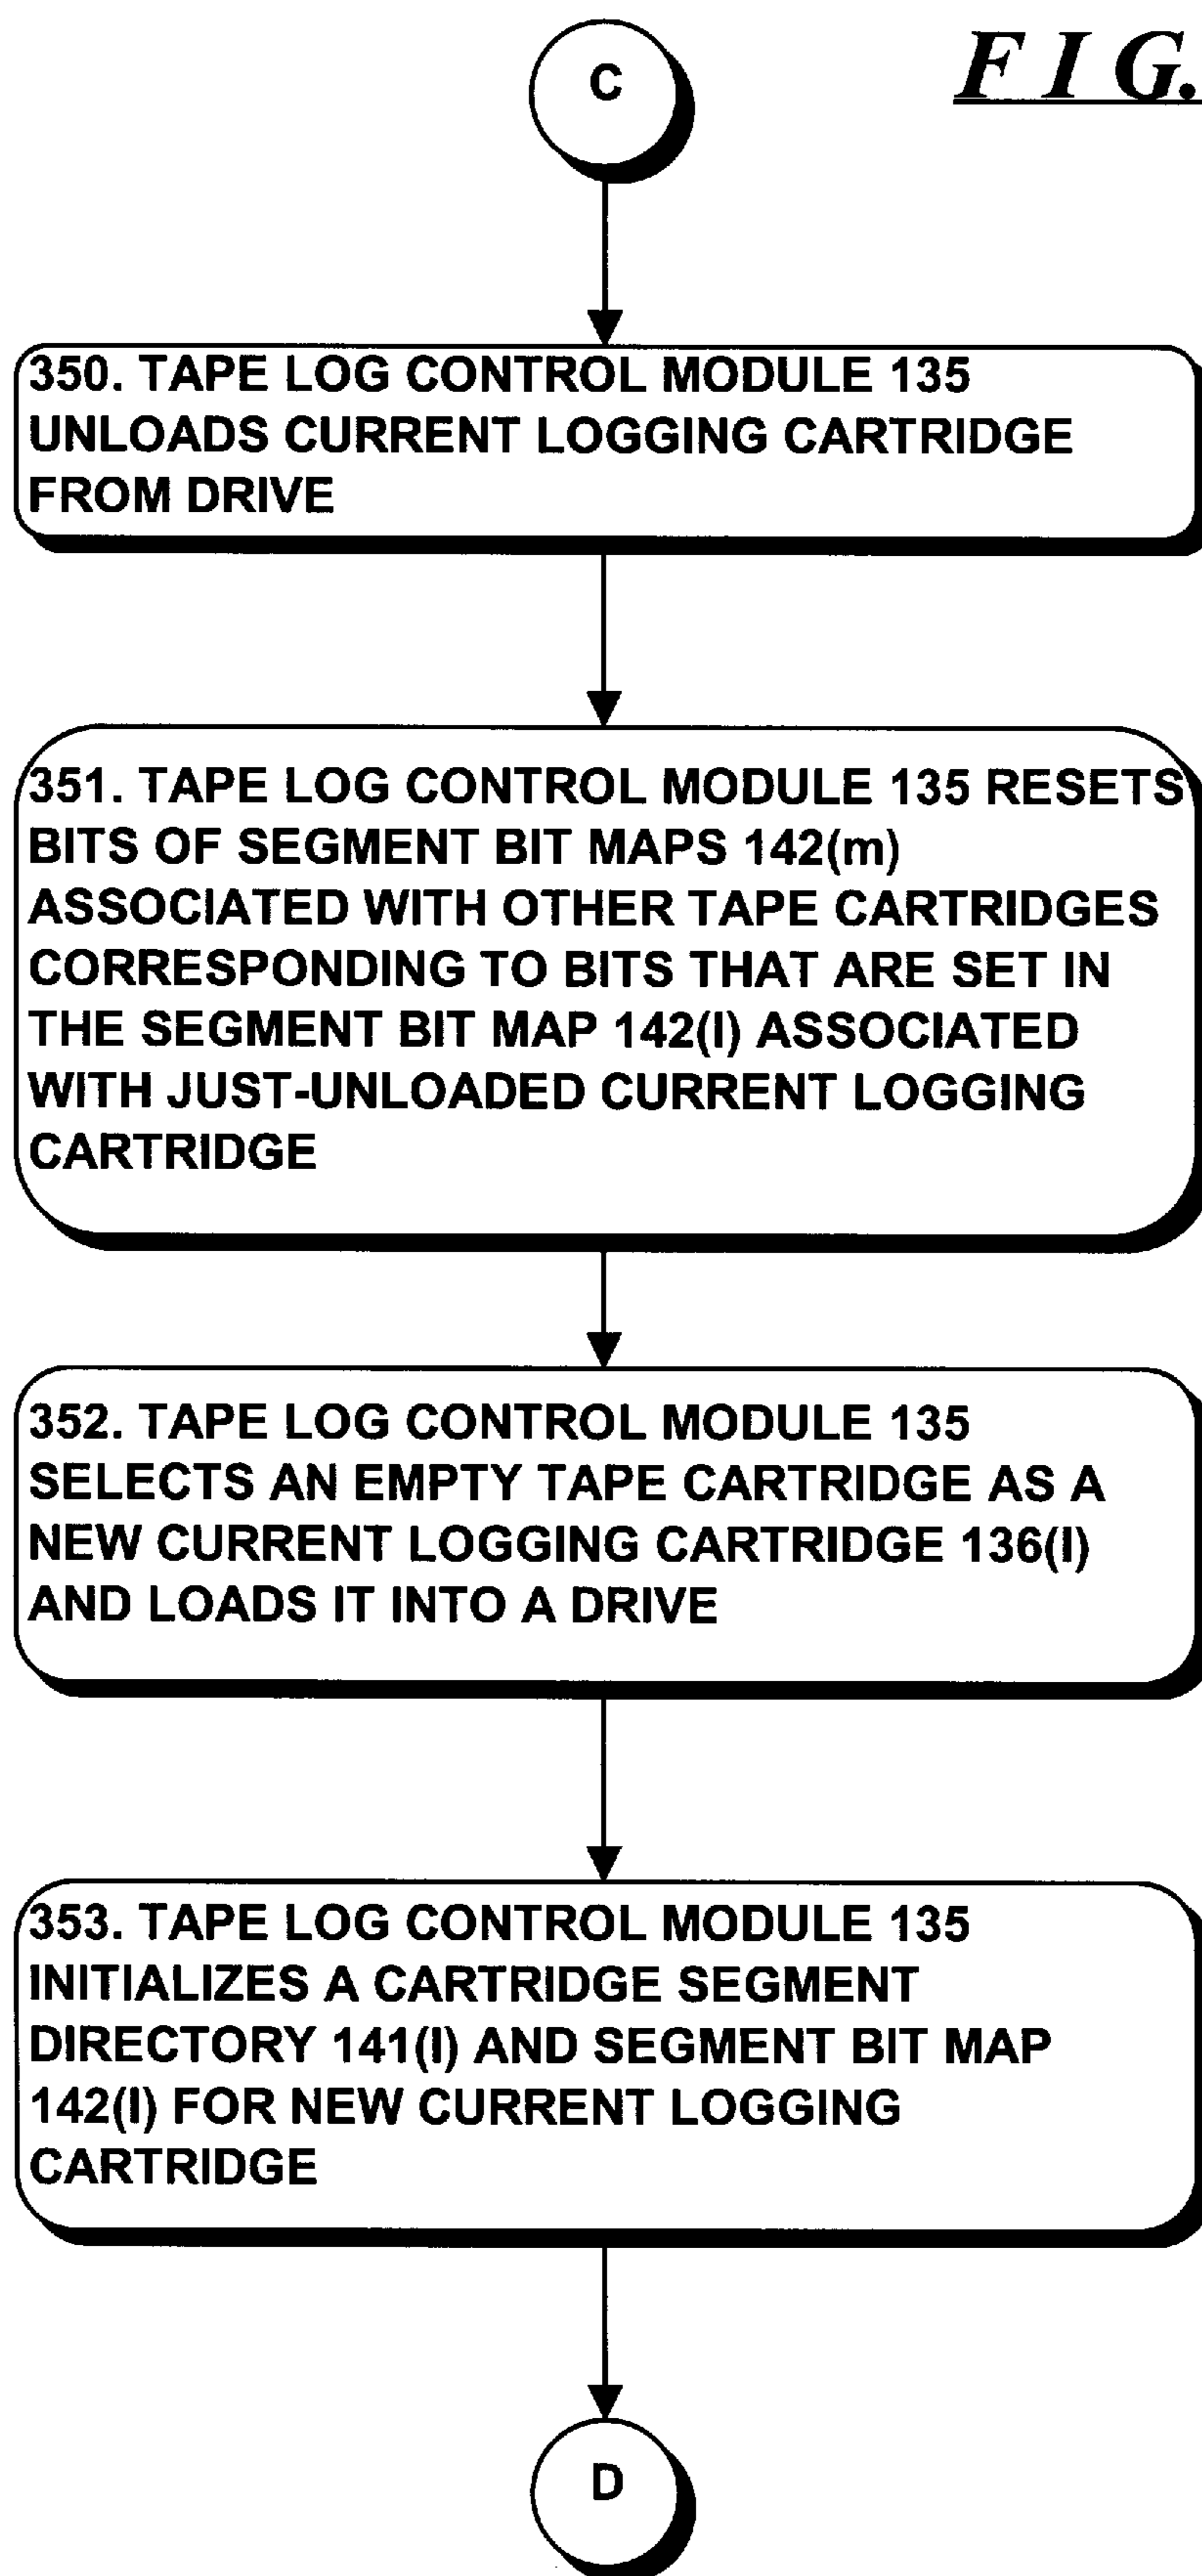 C
F I G.
350. TAPE LOG CONTROL MODULE 135
UNLOADS CURRENT LOGGING CARTRIDGE
FROM DRIVE
351. TAPE LOG CONTROL MODULE 135 RESETS
BITS OF SEGMENT BIT MAPS 142(m)
ASSOCIATED WITH OTHER TAPE CARTRIDGES
CORRESPONDING TO BITS THAT ARE SET IN
THE SEGMENT BIT MAP 142(l) ASSOCIATED
WITH JUST-UNLOADED CURRENT LOGGING
CARTRIDGE
352. TAPE LOG CONTROL MODULE 135
SELECTS AN EMPTY TAPE CARTRIDGE AS A
NEW CURRENT LOGGING CARTRIDGE 136(l)
AND LOADS IT INTO A DRIVE
353. TAPE LOG CONTROL MODULE 135
INITIALIZES A CARTRIDGE SEGMENT
DIRECTORY 141(l) AND SEGMENT BIT MAP
142(l) FOR NEW CURRENT LOGGING
CARTRIDGE
D